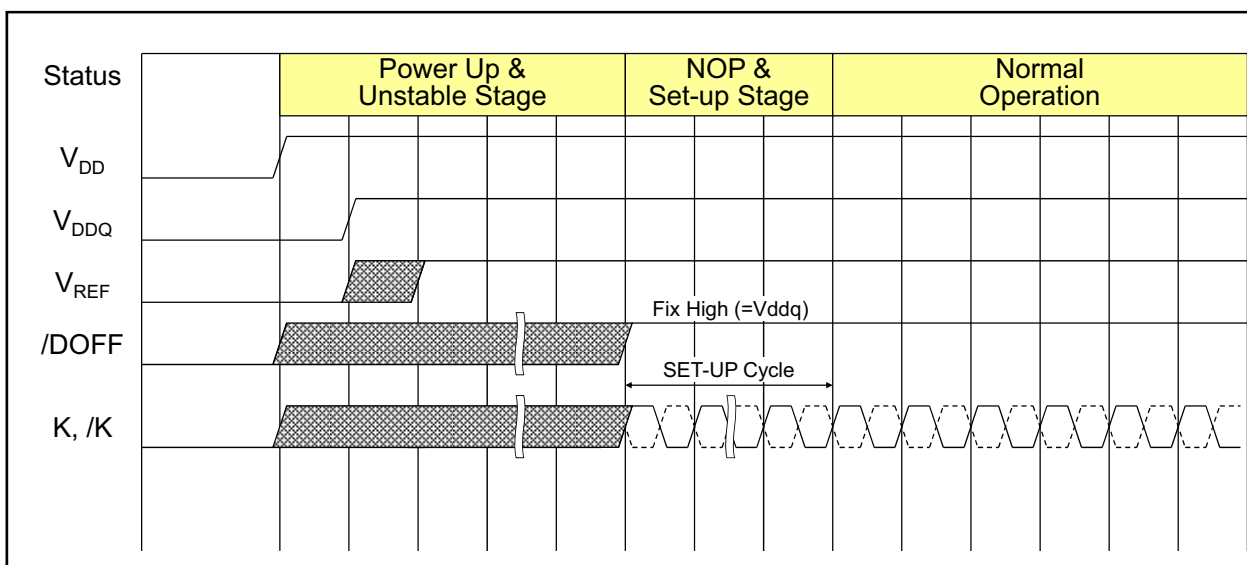 Status
Power Up &
Unstable Stage
NOP &
Set-up Stage
Normal
Operation
VDD
VDDQ
VREF
/DOFF
Fix High (=Vddq)
SET-UP Cycle
K, /K